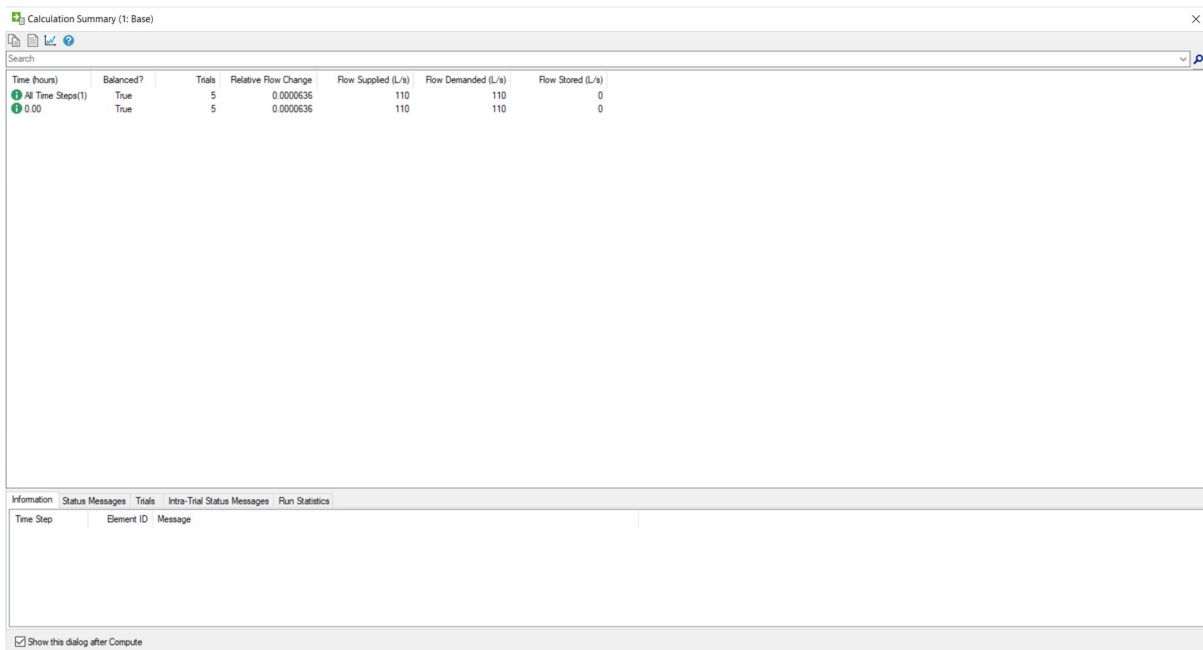 Calculation Summary (1: Base)
Search
Time (hours) Balanced? Trials Relative Flow Change Flow Supplied (L/s) Flow Demanded (L/s) Flow Stored (L/s)
All Time Steps(1) True 5 0.0000636 110 110 0
0.00 True 5 0.0000636 110 110 0
Information Status Messages Trials Intra-Trial Status Messages Run Statistics
Time Step Element ID Message
Show this dialog after Compute